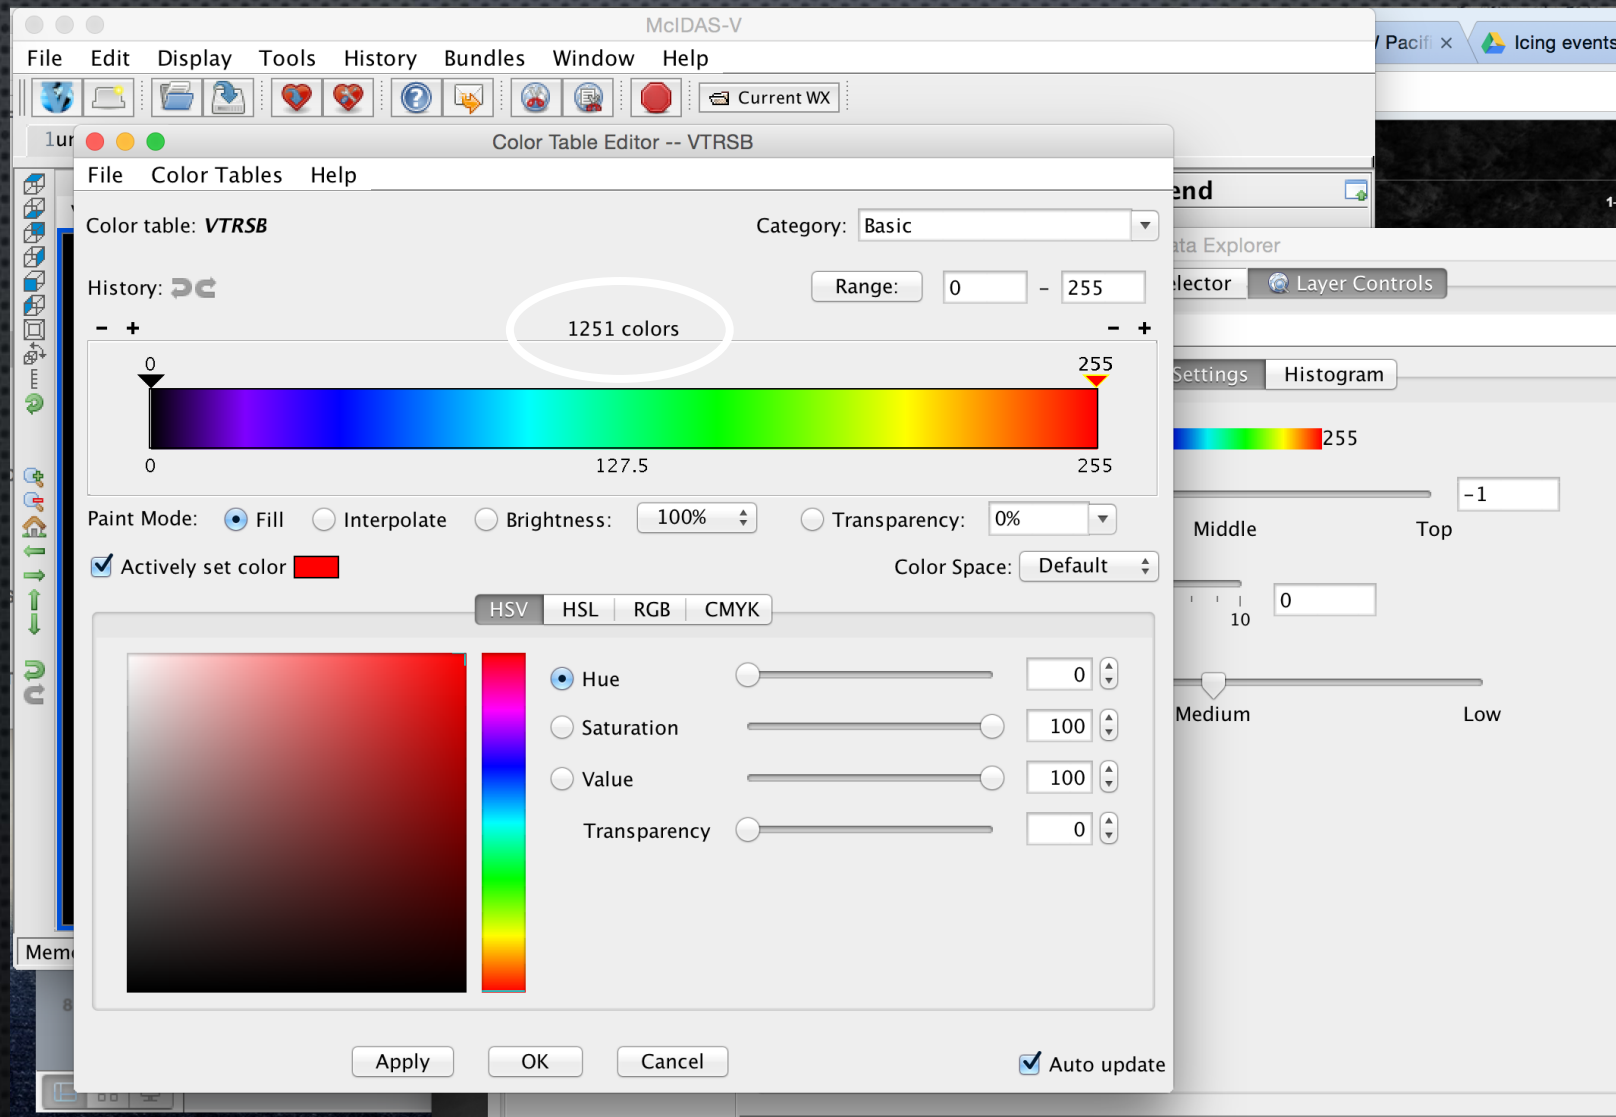 McIDAS-V
File Edit Display Tools History Bundles Window Help
Pacifi
Icing events
Current WX
Color Table Editor -- VTRSB
File Color Tables Help
end
Color table: VTRSB
Category: Basic
ata Explorer
History:
Range: 0 - 255
elector
Layer Controls
- +
1251 colors
- +
0
255
Settings
Histogram
255
0
127.5
255
-1
Paint Mode: Fill Interpolate Brightness: 100% Transparency: 0%
Middle
Top
Actively set color
Color Space: Default
HSV HSL RGB CMYK
0
10
Hue 0
Saturation 100
Medium
Low
Value 100
Transparency 0
Apply OK Cancel
Auto update